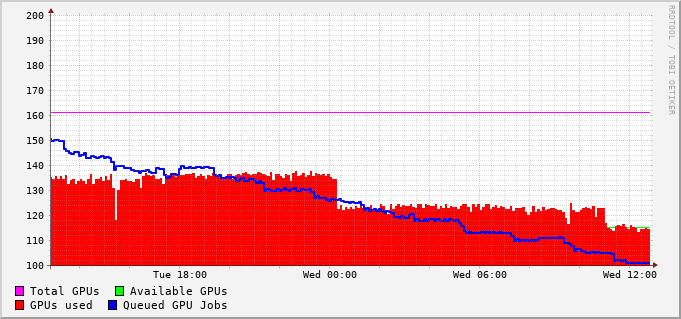 RRDTOOL / TOBI OETIKER
200
190
180
170
160
150
140
130
120
110
100
Tue 18:00 Wed 00:00 Wed 06:00 Wed 12:00
Total GPUs Available GPUs
GPUs used Queued GPU Jobs